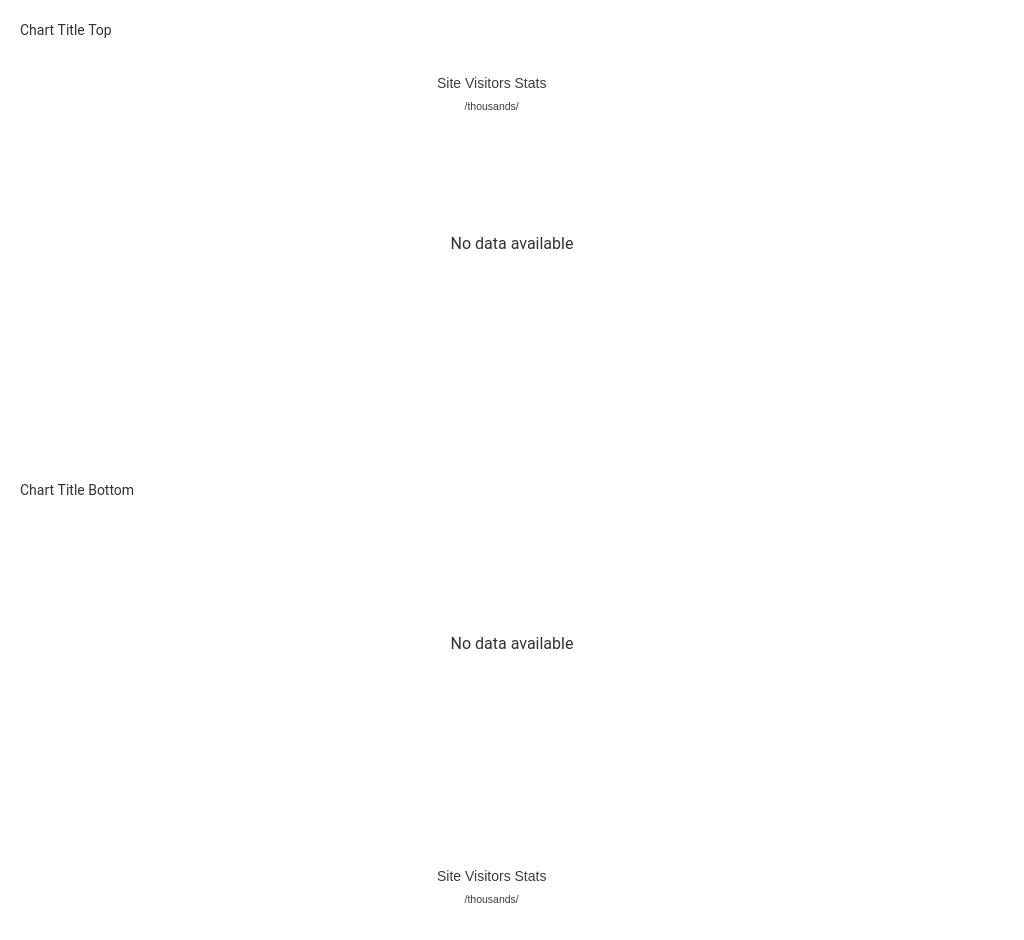 Chart Title Top
Site Visitors Stats
/thousands/
No data available
Chart Title Bottom
No data available
Site Visitors Stats
/thousands/